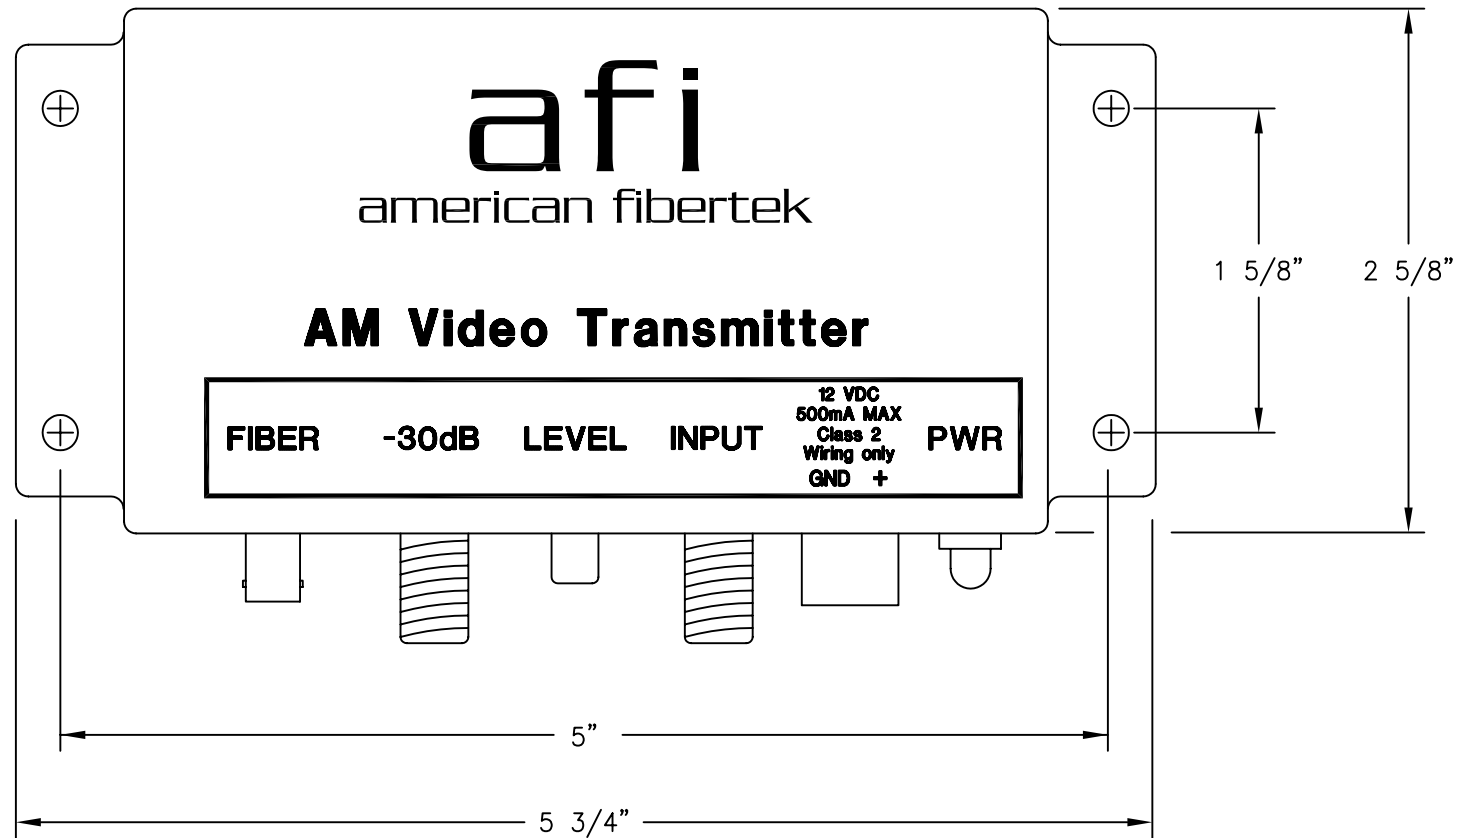 afi
american fibertek
1 5/8”
2 5/8”
AM Video Transmitter
FIBER
-30dB
LEVEL
INPUT
12 VDC
500mA MAX
Class 2
Wiring only
GND +
PWR
5”
5 3/4”